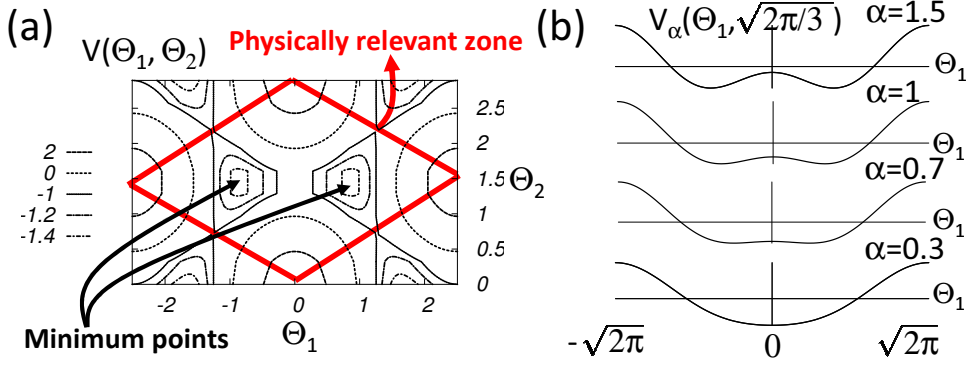 (a)
V(Θ₁, Θ₂)
Physically relevant zone
2
0
-1
-1.2
-1.4
2.5
2
1.5
1
0.5
0
Θ₂
-2 -1 0 1 2
Θ₁
Minimum points
(b)
Vα(Θ₁,√2π/3)
α=1.5
Θ₁
α=1
Θ₁
α=0.7
Θ₁
α=0.3
Θ₁
-√2π 0 √2π